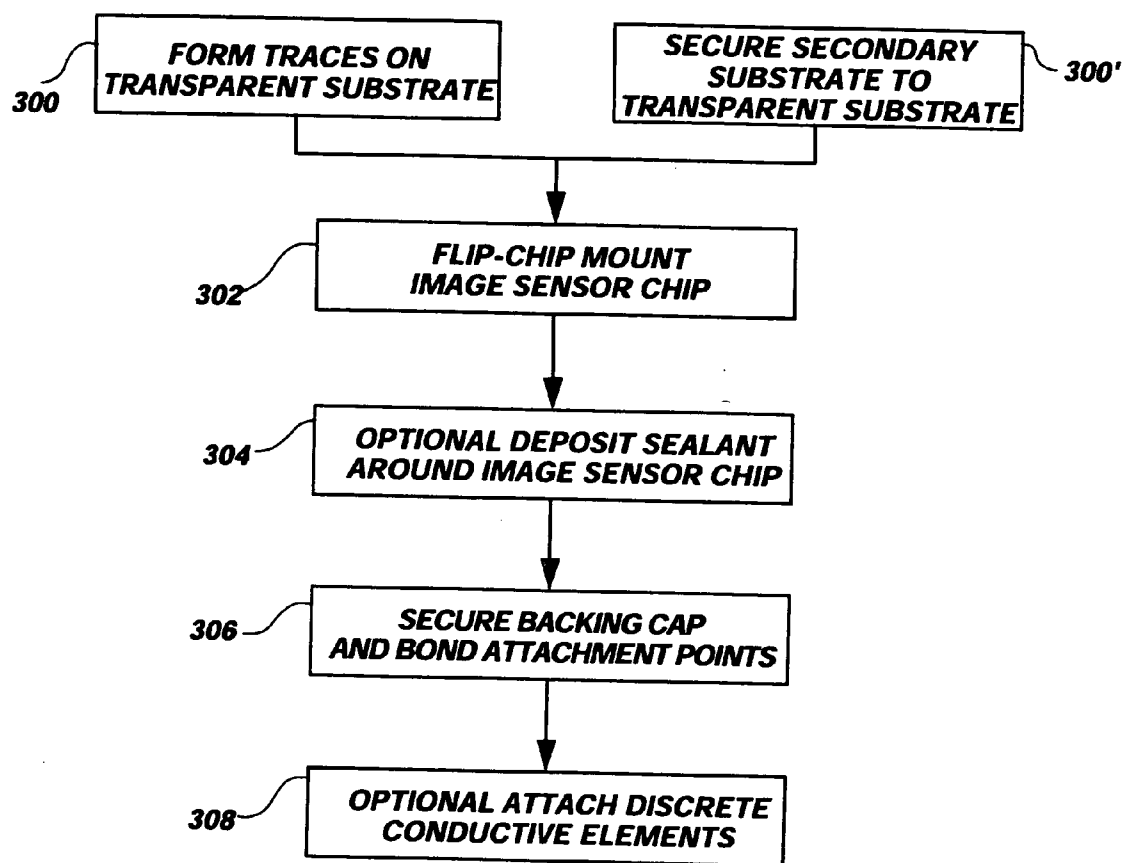 FORM TRACES ON
TRANSPARENT SUBSTRATE
300
SECURE SECONDARY
SUBSTRATE TO
TRANSPARENT SUBSTRATE
300'
FLIP-CHIP MOUNT
IMAGE SENSOR CHIP
302
OPTIONAL DEPOSIT SEALANT
AROUND IMAGE SENSOR CHIP
304
SECURE BACKING CAP
AND BOND ATTACHMENT POINTS
306
OPTIONAL ATTACH DISCRETE
CONDUCTIVE ELEMENTS
308